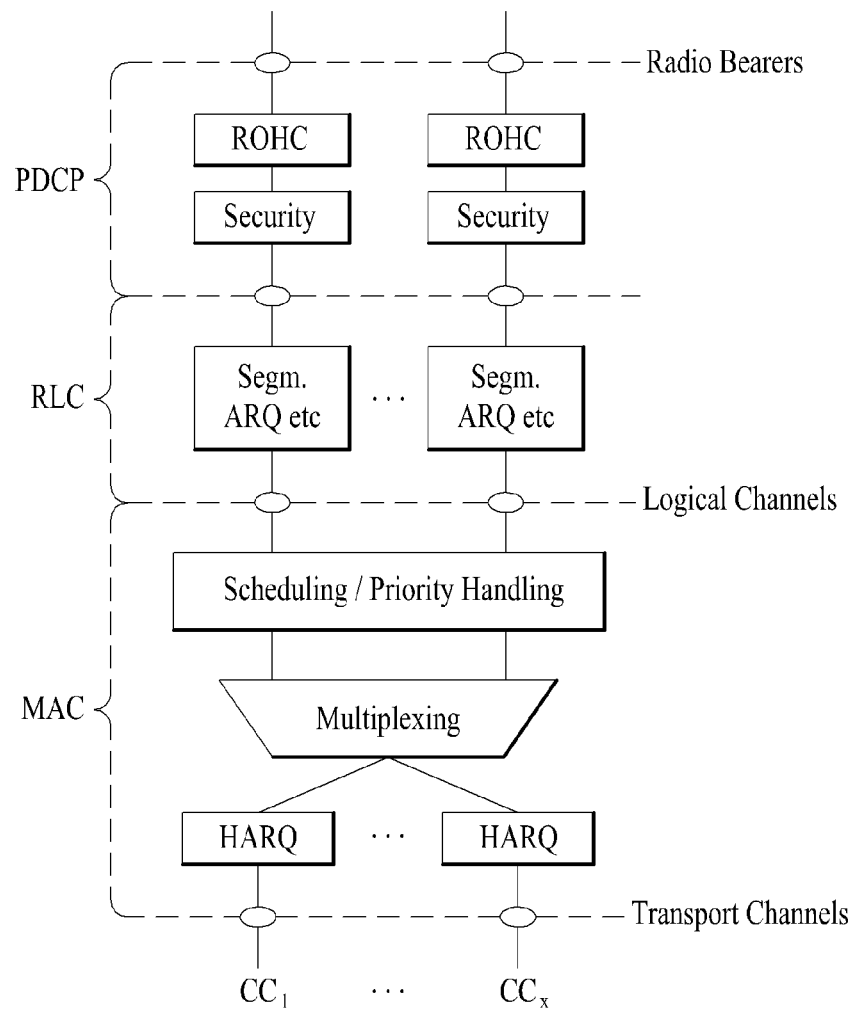 Radio Bearers
ROHC
ROHC
PDCP
Security
Security
Segm.
ARQ etc
. . .
Segm.
ARQ etc
RLC
Logical Channels
Scheduling / Priority Handling
MAC
Multiplexing
HARQ
. . .
HARQ
Transport Channels
CC1
. . .
CCx